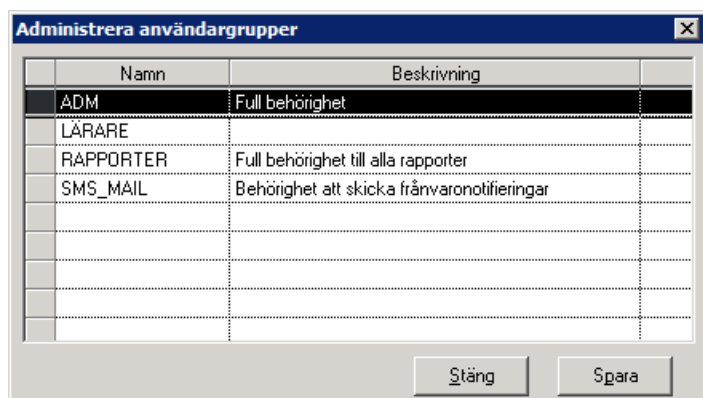 Administrera användargrupper
Namn Beskrivning
ADM Full behörighet
LÄRARE
RAPPORTER Full behörighet till alla rapporter
SMS_MAIL Behörighet att skicka frånvaronotifieringar
Stäng Spara